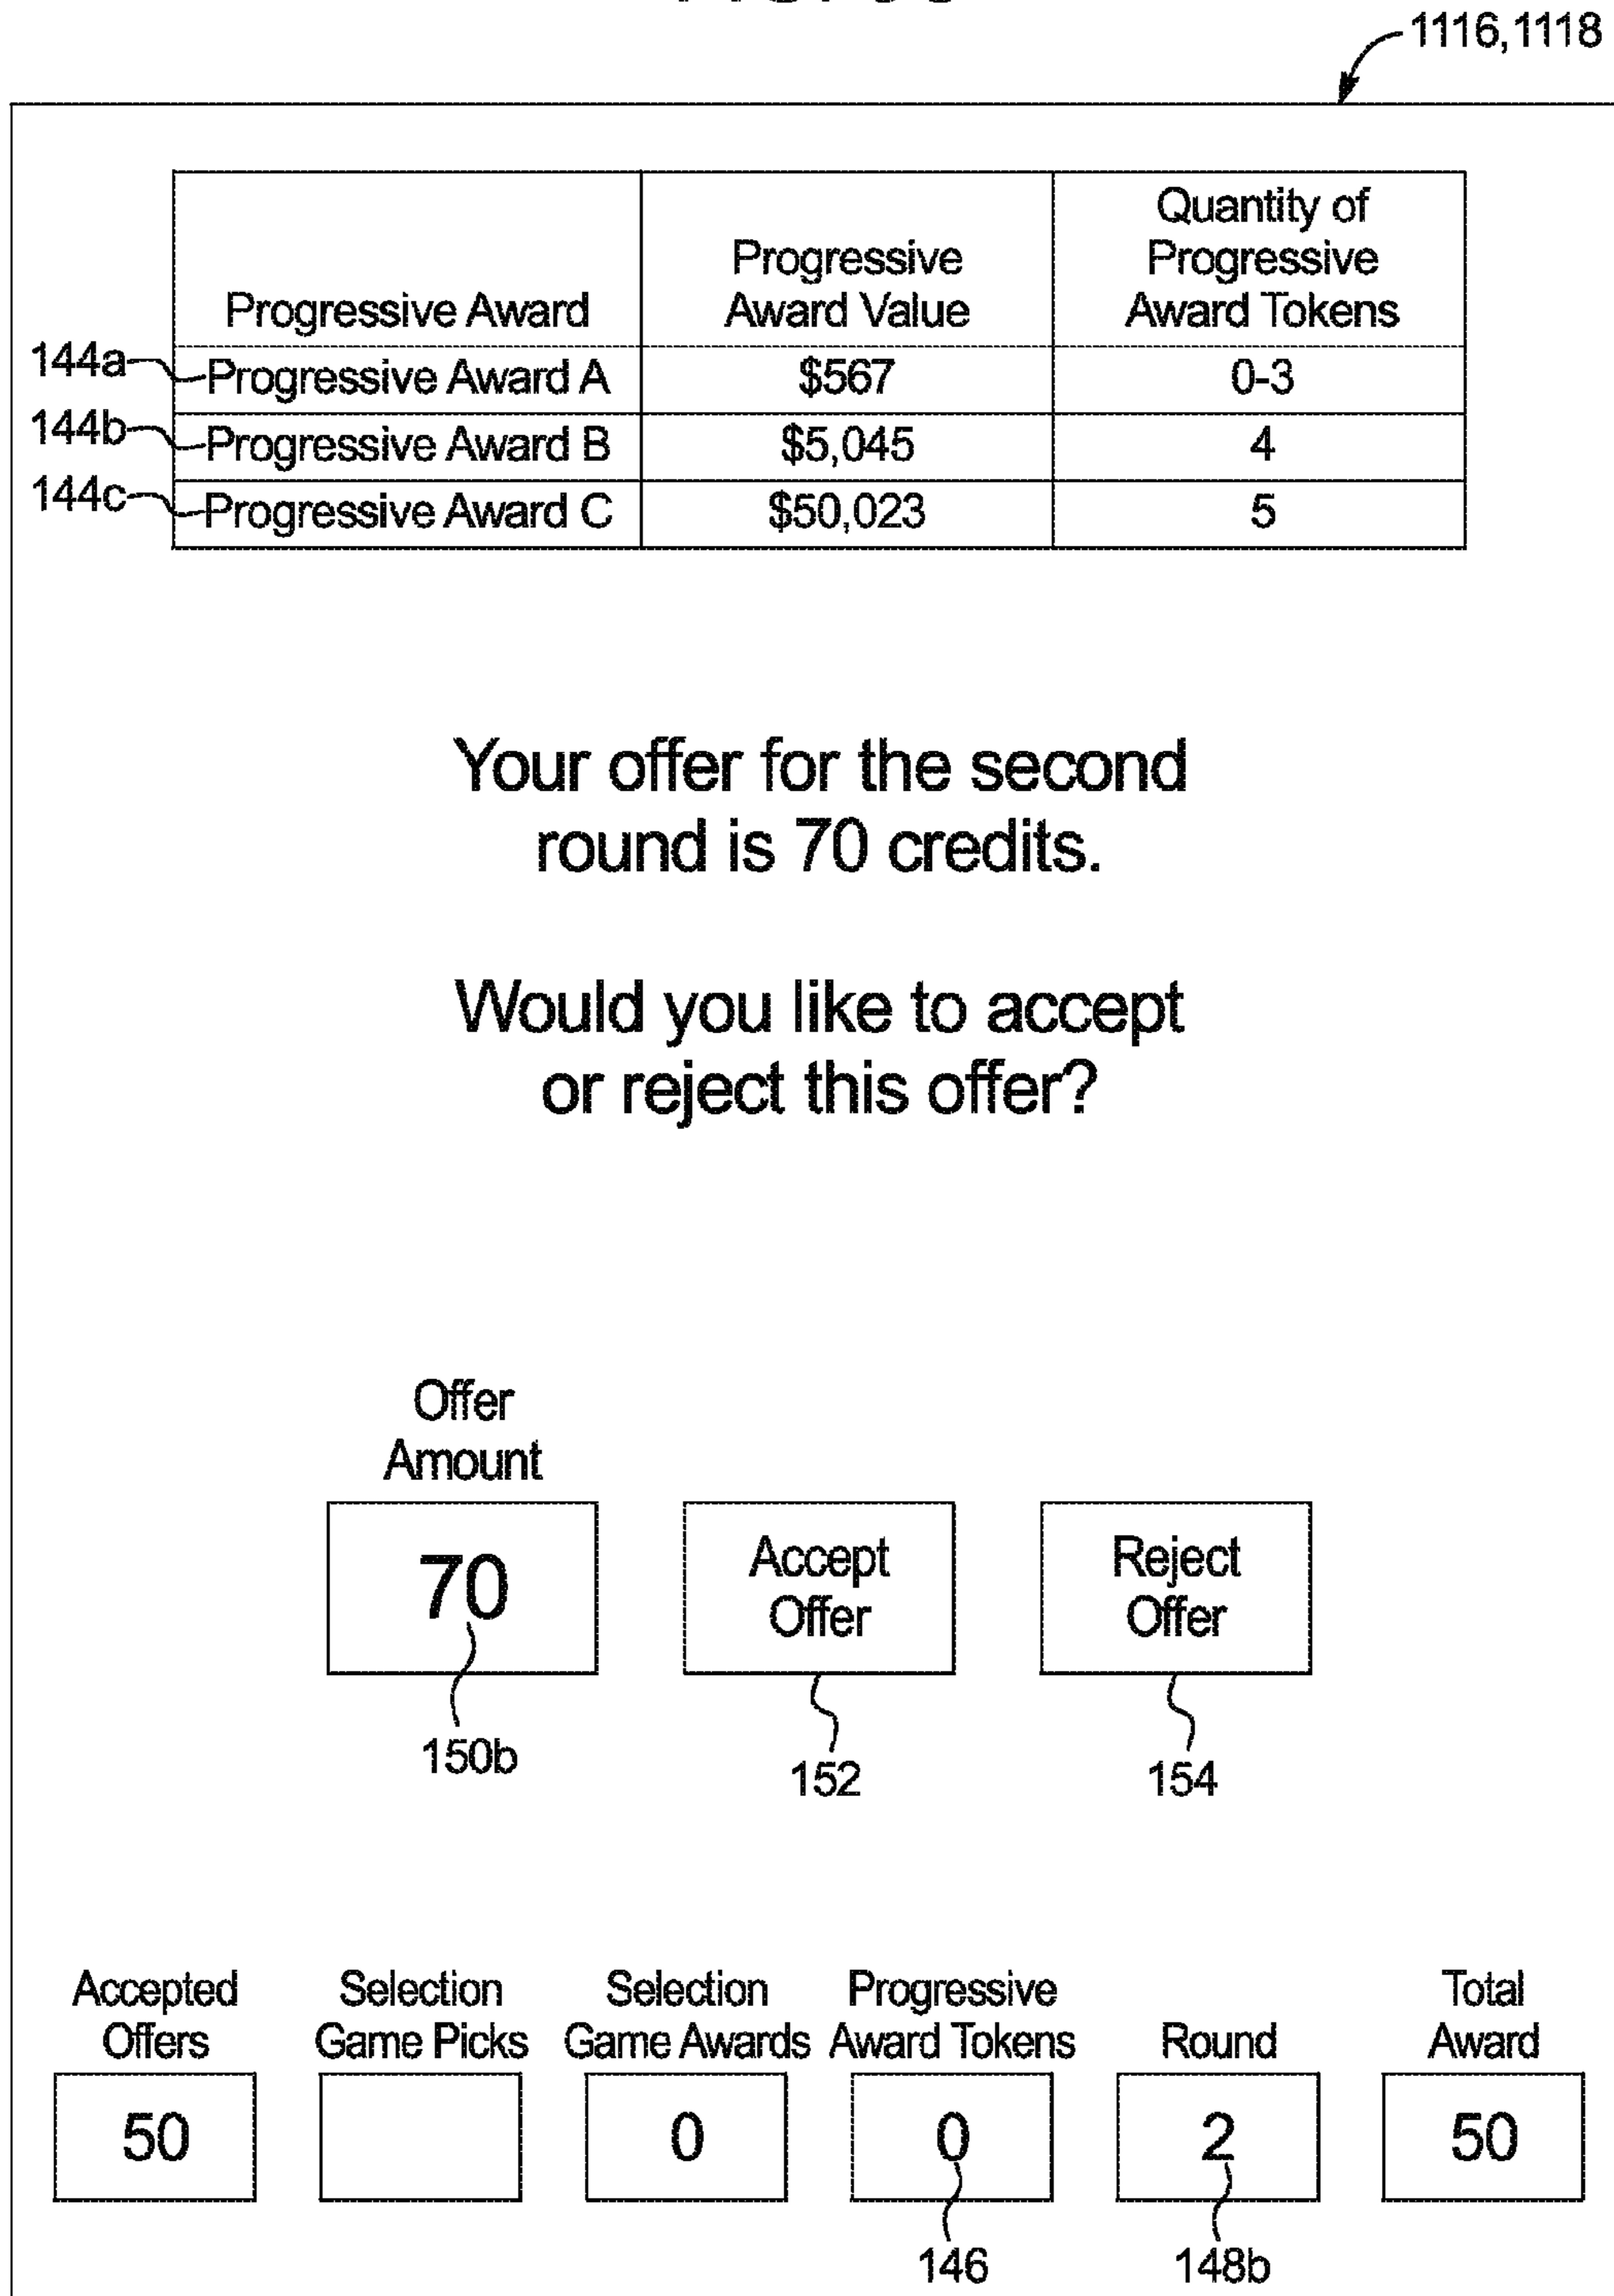 1116,1118
Quantity of
Progressive Progressive
Progressive Award Award Value Award Tokens
144a Progressive Award A $567 0-3
144b Progressive Award B $5,045 4
144c Progressive Award C $50,023 5
Your offer for the second
round is 70 credits.
Would you like to accept
or reject this offer?
Offer
Amount
70 Accept Offer Reject Offer
150b 152 154
Accepted Selection Selection Progressive Total
Offers Game Picks Game Awards Award Tokens Round Award
50 0 0 2 50
146 148b